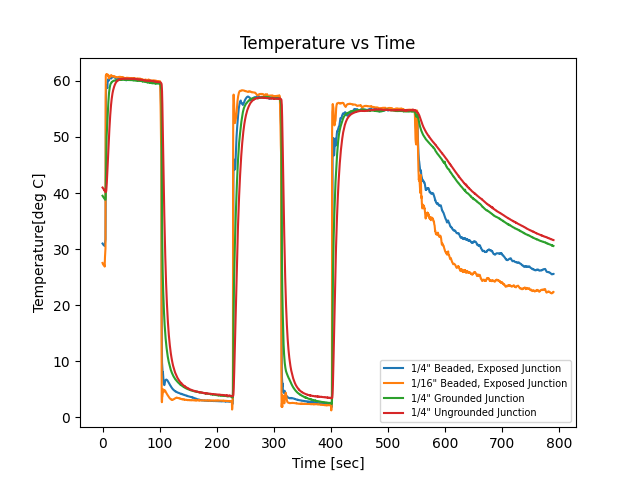 Temperature vs Time
Temperature[deg C]
60
50
40
30
20
10
0
0 100 200 300 400 500 600 700 800
Time [sec]
1/4" Beaded, Exposed Junction
1/16" Beaded, Exposed Junction
1/4" Grounded Junction
1/4" Ungrounded Junction